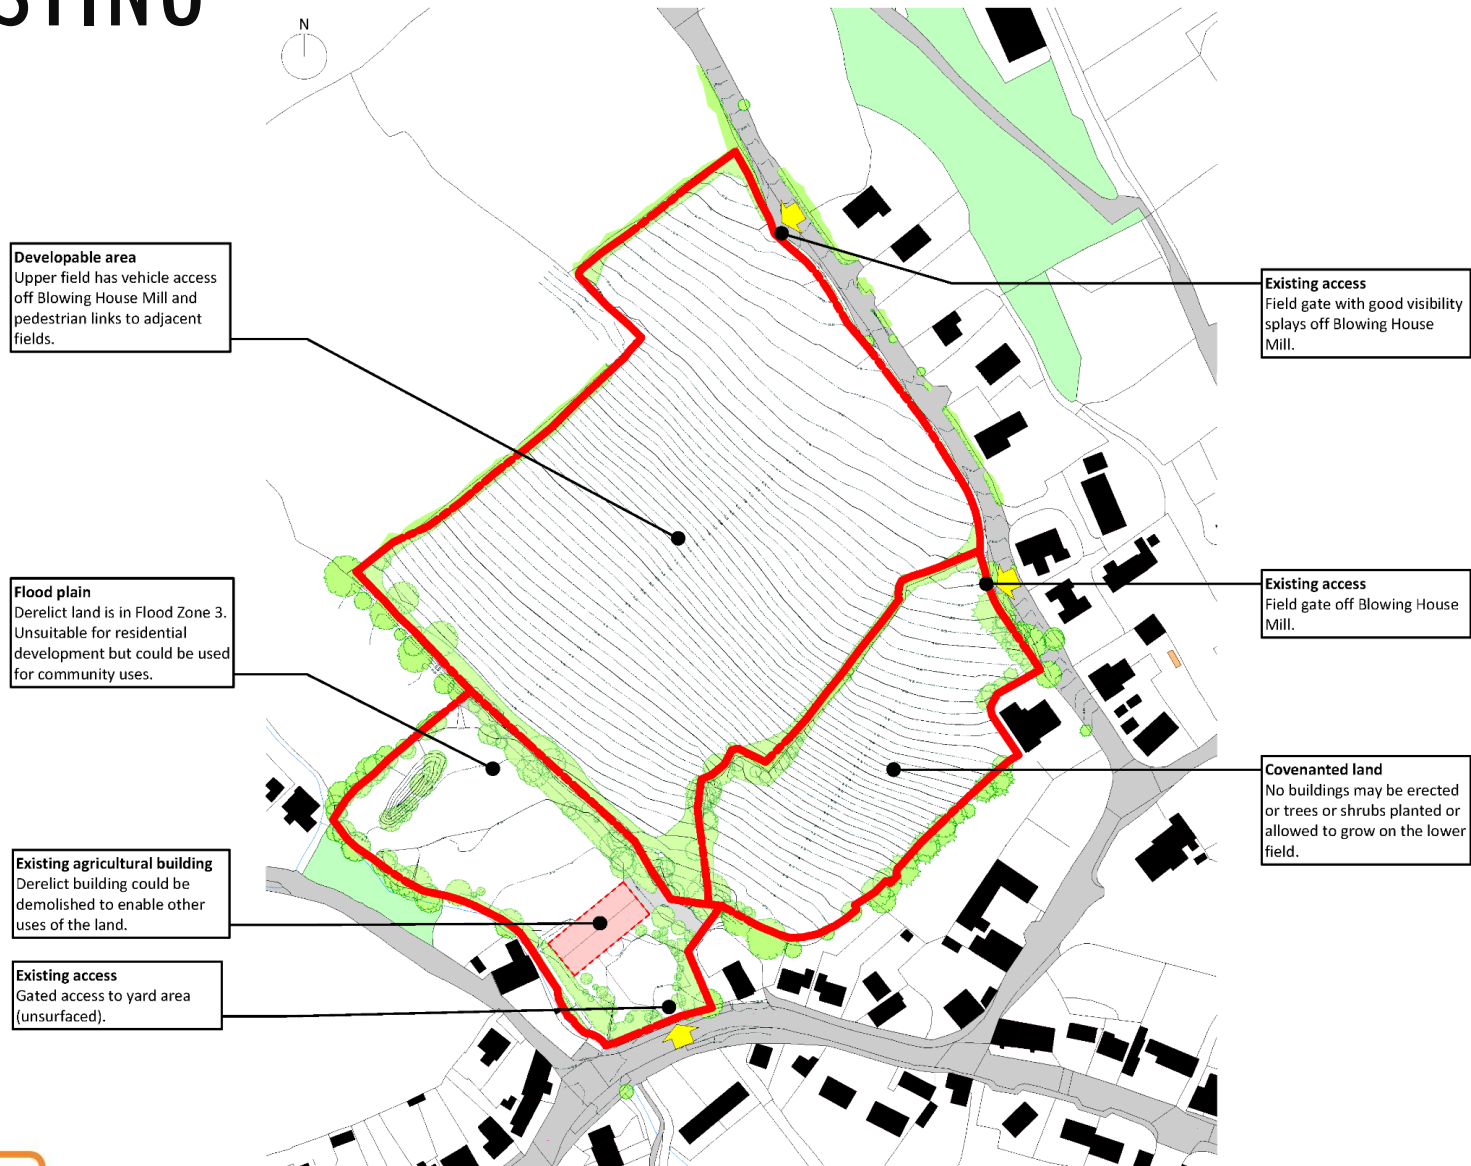 STING
N
Developable area
Upper field has vehicle access
off Blowing House Mill and
pedestrian links to adjacent
fields.
Existing access
Field gate with good visibility
splays off Blowing House
Mill.
Flood plain
Derelict land is in Flood Zone 3.
Unsuitable for residential
development but could be used
for community uses.
Existing access
Field gate off Blowing House
Mill.
Covenanted land
No buildings may be erected
or trees or shrubs planted or
allowed to grow on the lower
field.
Existing agricultural building
Derelict building could be
demolished to enable other
uses of the land.
Existing access
Gated access to yard area
(unsurfaced).